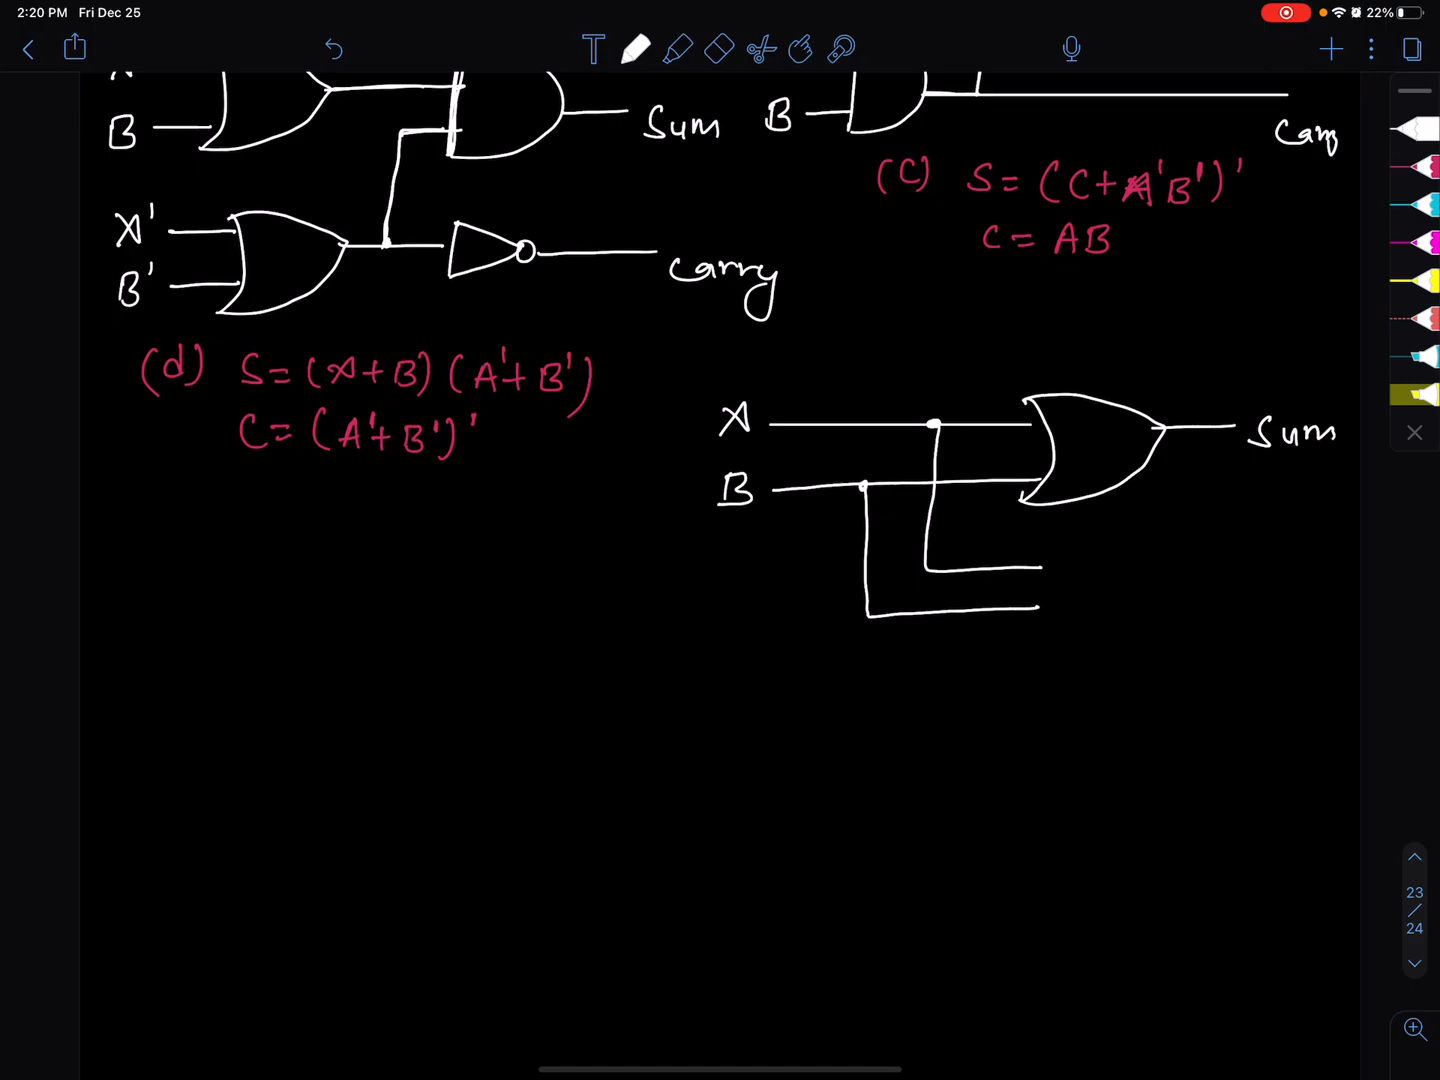 2:20 PM Fri Dec 25
22%
T
B
Sum
B
Carry
(c) S = (C + A'B')'
C = AB
A'
B'
Carry
(d) S = (A + B) (A' + B')
C = (A' + B')'
A
Sum
B
23
24